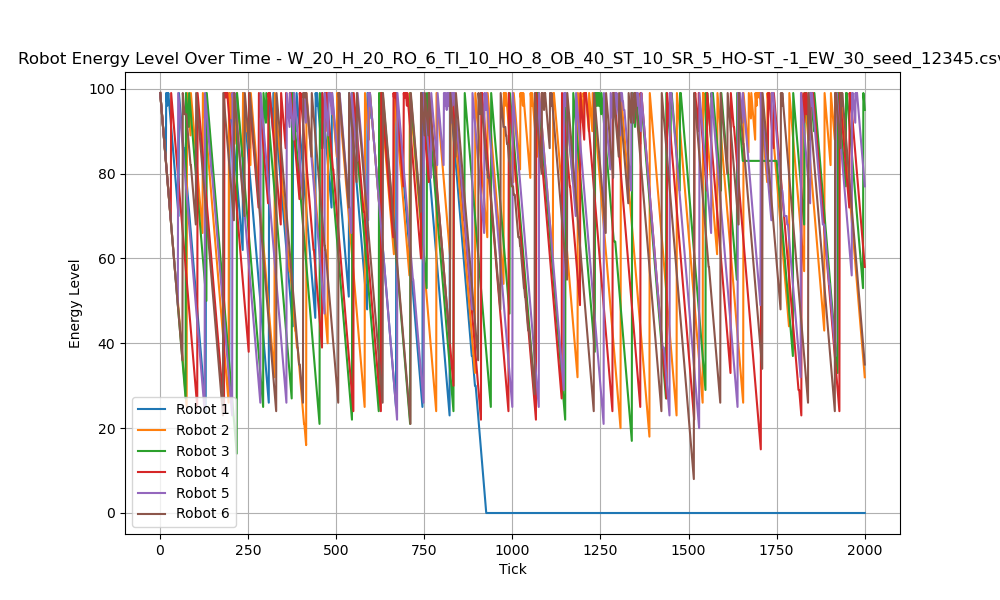 Robot Energy Level Over Time - W_20_H_20_RO_6_TI_10_HO_8_OB_40_ST_10_SR_5_HO-ST_-1_EW_30_seed_12345.csv
100
80
60
40
20
0
Energy Level
Robot 1
Robot 2
Robot 3
Robot 4
Robot 5
Robot 6
0 250 500 750 1000 1250 1500 1750 2000
Tick